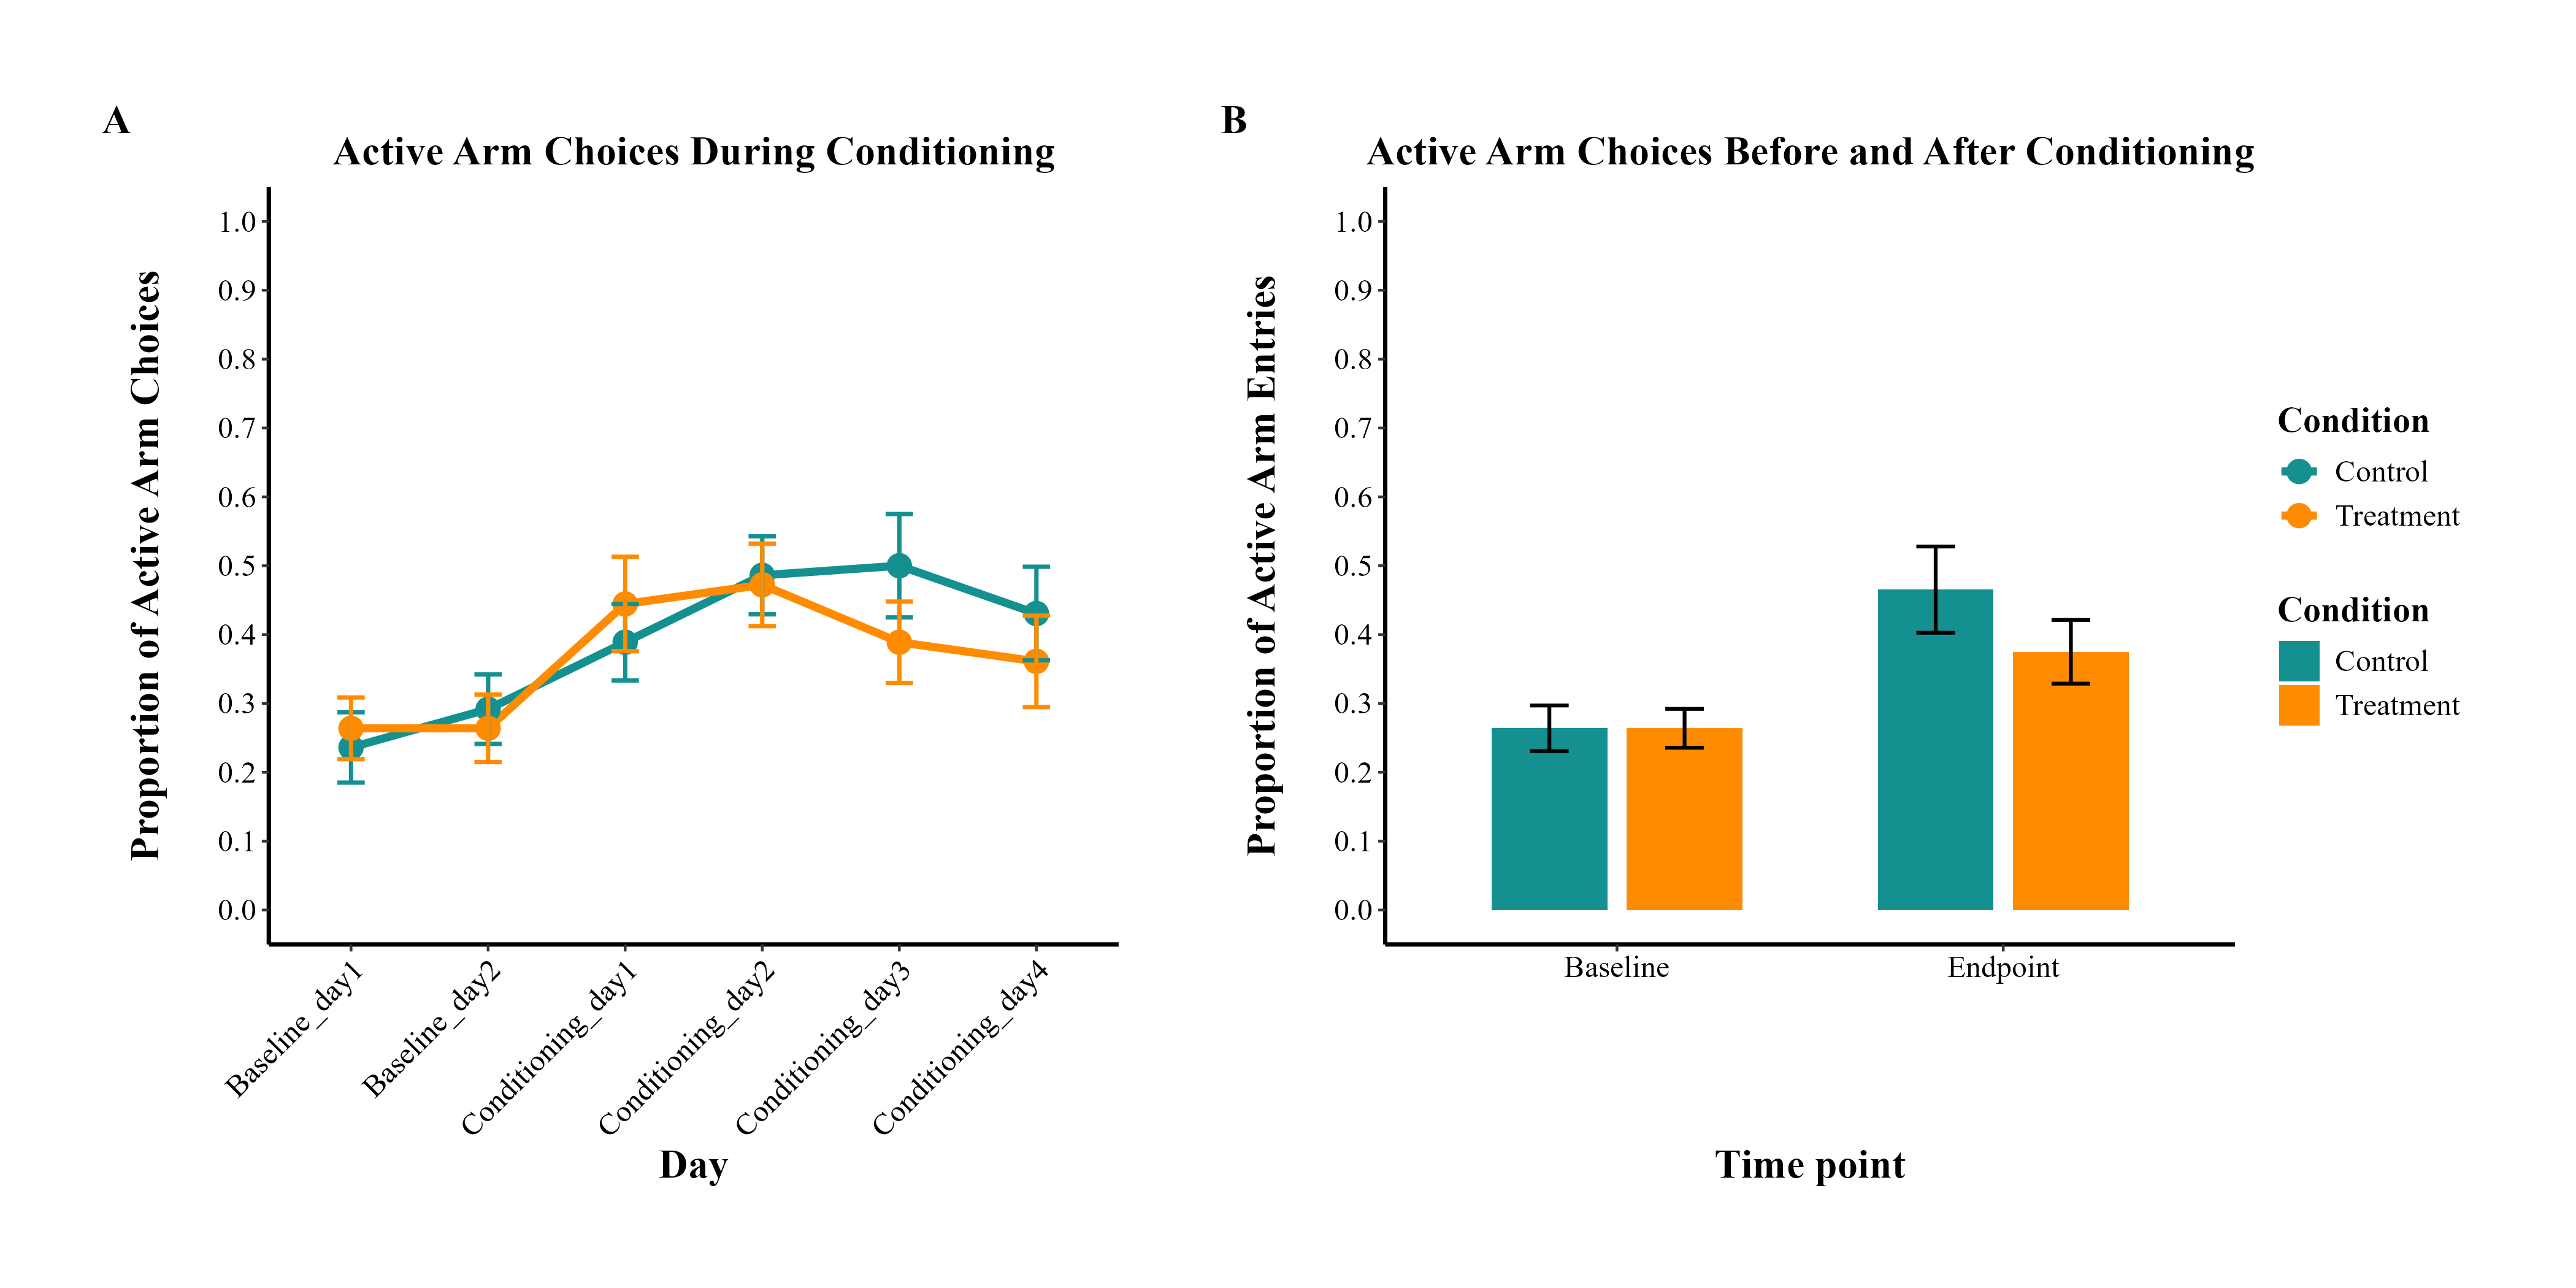 A
Active Arm Choices During Conditioning
Proportion of Active Arm Choices
1.0
0.9
0.8
0.7
0.6
0.5
0.4
0.3
0.2
0.1
0.0
Baseline_day1
Baseline_day2
Conditioning_day1
Conditioning_day2
Conditioning_day3
Conditioning_day4
Day
B
Active Arm Choices Before and After Conditioning
Proportion of Active Arm Entries
1.0
0.9
0.8
0.7
0.6
0.5
0.4
0.3
0.2
0.1
0.0
Baseline
Endpoint
Time point
Condition
Control
Treatment
Condition
Control
Treatment